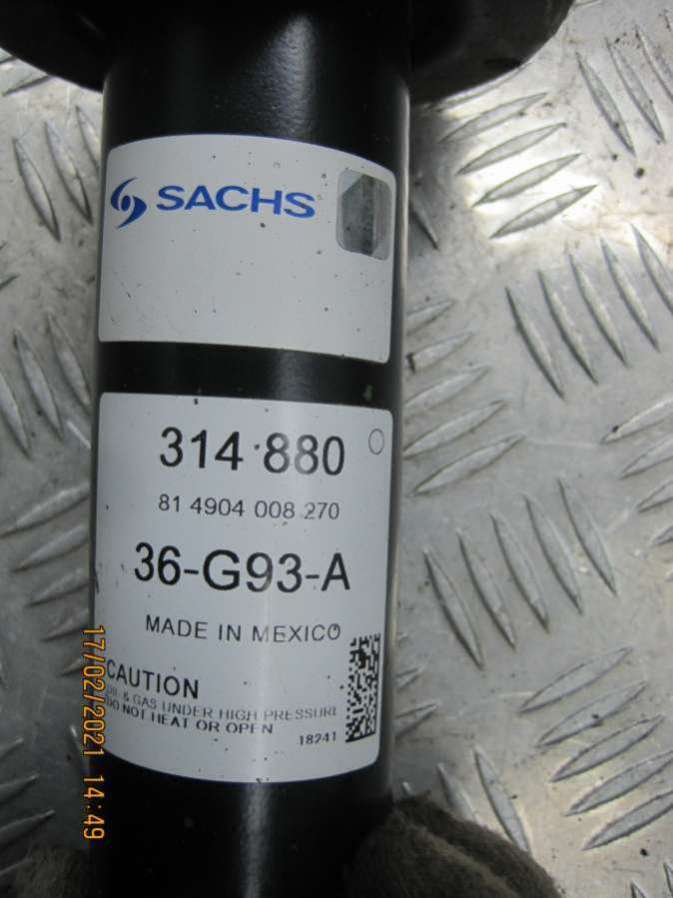 SACHS
314 880
81 4904 008 270
36-G93-A
MADE IN MEXICO
CAUTION
OIL & GAS UNDER HIGH PRESSURE
DO NOT HEAT OR OPEN
18241
17/02/2021 14:49